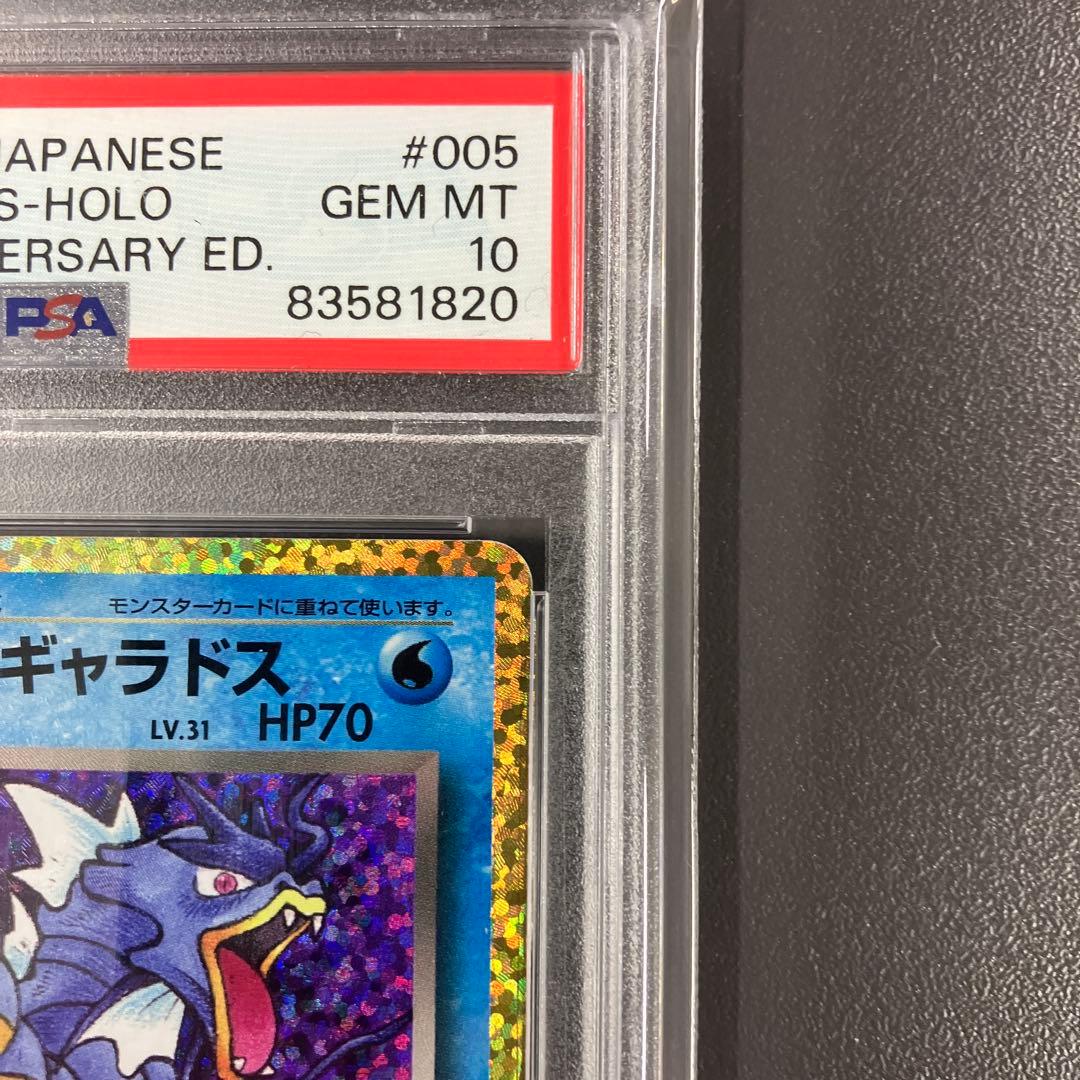 JAPANESE #005
S-HOLO GEM MT
ERSARY ED. 10
PSA 83581820
モンスターカードに重ねて使います。
ギャラドス
LV.31 HP70